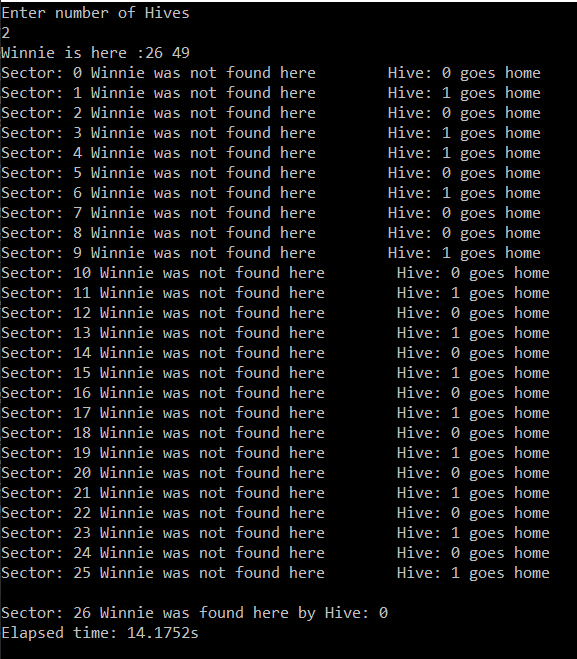 Enter number of Hives
2
Winnie is here :26 49
Sector: 0 Winnie was not found here        Hive: 0 goes home
Sector: 1 Winnie was not found here        Hive: 1 goes home
Sector: 2 Winnie was not found here        Hive: 0 goes home
Sector: 3 Winnie was not found here        Hive: 1 goes home
Sector: 4 Winnie was not found here        Hive: 1 goes home
Sector: 5 Winnie was not found here        Hive: 0 goes home
Sector: 6 Winnie was not found here        Hive: 1 goes home
Sector: 7 Winnie was not found here        Hive: 0 goes home
Sector: 8 Winnie was not found here        Hive: 0 goes home
Sector: 9 Winnie was not found here        Hive: 1 goes home
Sector: 10 Winnie was not found here        Hive: 0 goes home
Sector: 11 Winnie was not found here        Hive: 1 goes home
Sector: 12 Winnie was not found here        Hive: 0 goes home
Sector: 13 Winnie was not found here        Hive: 1 goes home
Sector: 14 Winnie was not found here        Hive: 0 goes home
Sector: 15 Winnie was not found here        Hive: 1 goes home
Sector: 16 Winnie was not found here        Hive: 0 goes home
Sector: 17 Winnie was not found here        Hive: 1 goes home
Sector: 18 Winnie was not found here        Hive: 0 goes home
Sector: 19 Winnie was not found here        Hive: 1 goes home
Sector: 20 Winnie was not found here        Hive: 0 goes home
Sector: 21 Winnie was not found here        Hive: 1 goes home
Sector: 22 Winnie was not found here        Hive: 0 goes home
Sector: 23 Winnie was not found here        Hive: 1 goes home
Sector: 24 Winnie was not found here        Hive: 0 goes home
Sector: 25 Winnie was not found here        Hive: 1 goes home

Sector: 26 Winnie was found here by Hive: 0
Elapsed time: 14.1752s